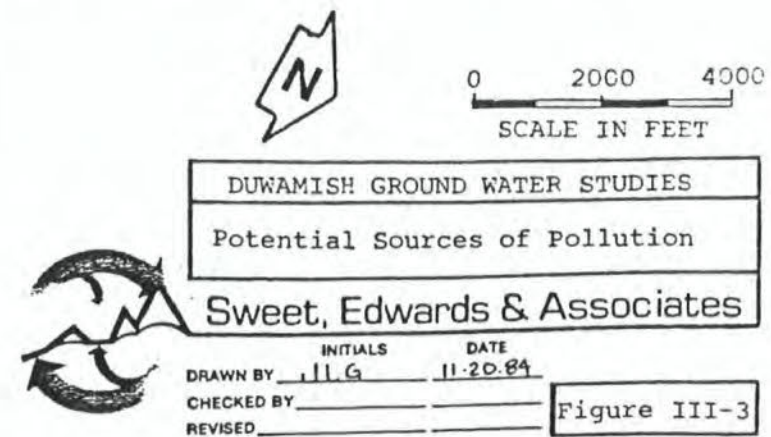 N
0 2000 4000
SCALE IN FEET
DUWAMISH GROUND WATER STUDIES
Potential Sources of Pollution
Sweet, Edwards & Associates
INITIALS DATE
DRAWN BY 11-20-84
CHECKED BY
REVISED
Figure III-3